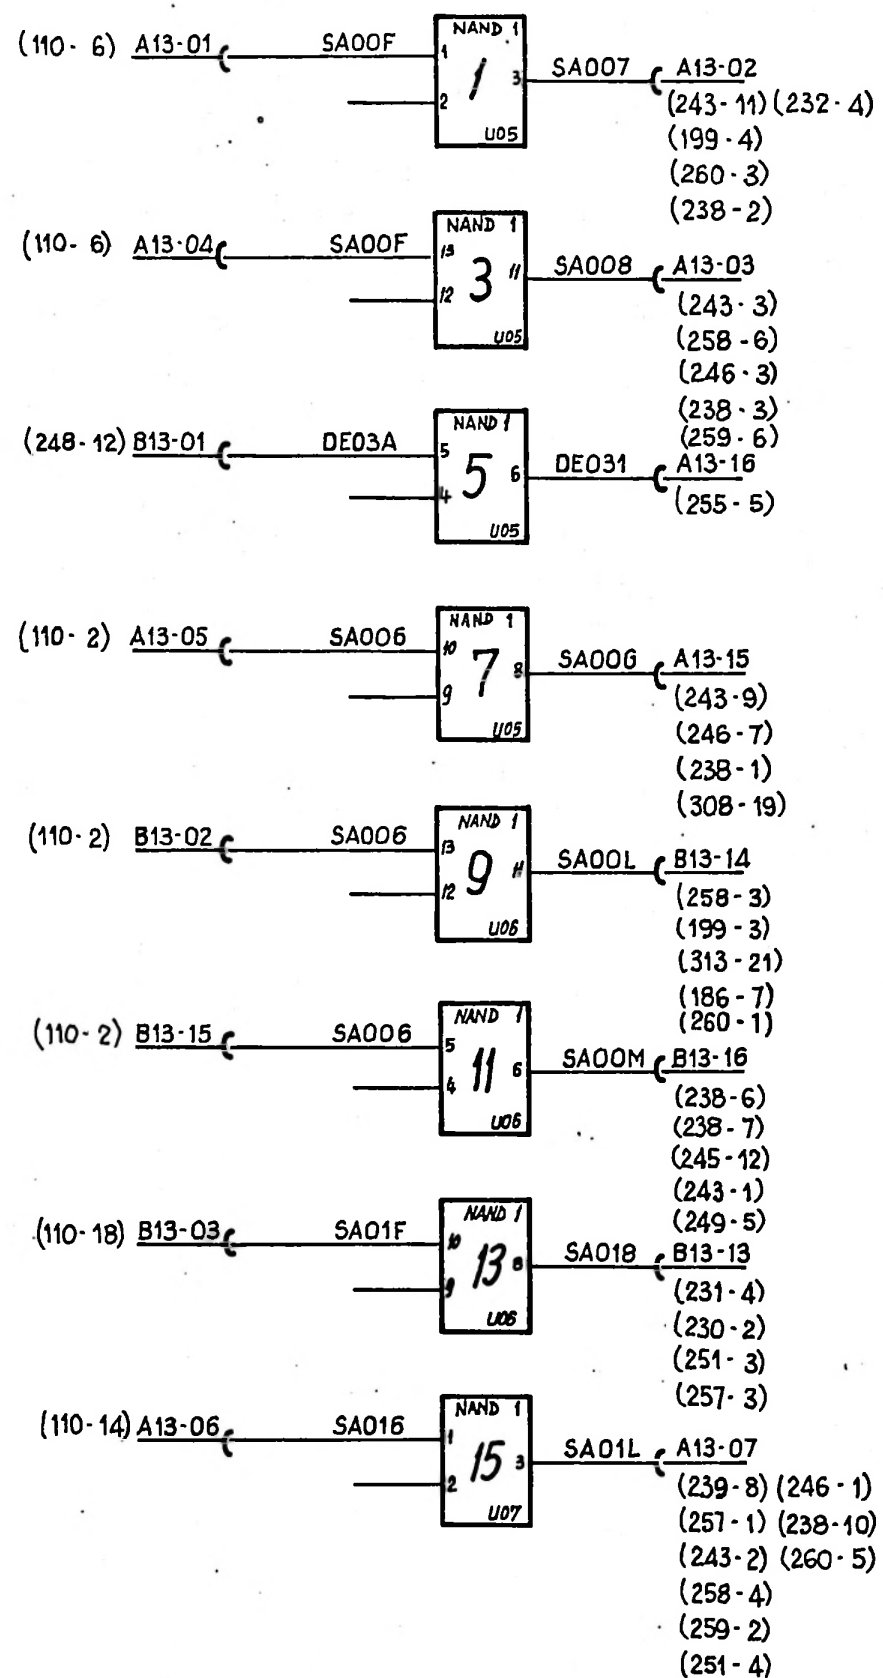 NAND 1
(110-6) A13-01 SA00F 1 1 3 SA007 A13-02
2 (243-11) (232-4)
U05 (199-4)
(260-3)
(238-2)
NAND 1
(110-6) A13-04 SA00F 13 3 11 SA008 A13-03
12 (243-3)
U05 (258-6)
(246-3)
(238-3)
(259-6)
NAND 1
(248-12) B13-01 DE03A 5 5 6 DE031 A13-16
4 (255-5)
U05
NAND 1
(110-2) A13-05 SA006 10 7 8 SA00G A13-15
9 (243-9)
U05 (246-7)
(238-1)
(308-19)
NAND 1
(110-2) B13-02 SA006 13 9 11 SA00L B13-14
12 (258-3)
U06 (199-3)
(313-21)
(186-7)
(260-1)
NAND 1
(110-2) B13-15 SA006 5 11 6 SA00M B13-16
4 (238-6)
U06 (238-7)
(245-12)
(243-1)
(249-5)
NAND 1
(110-18) B13-03 SA01F 10 13 8 SA018 B13-13
9 (231-4)
U06 (230-2)
(251-3)
(257-3)
NAND 1
(110-14) A13-06 SA016 1 15 3 SA01L A13-07
2 (239-8) (246-1)
U07 (257-1) (238-10)
(243-2) (260-5)
(258-4)
(259-2)
(251-4)